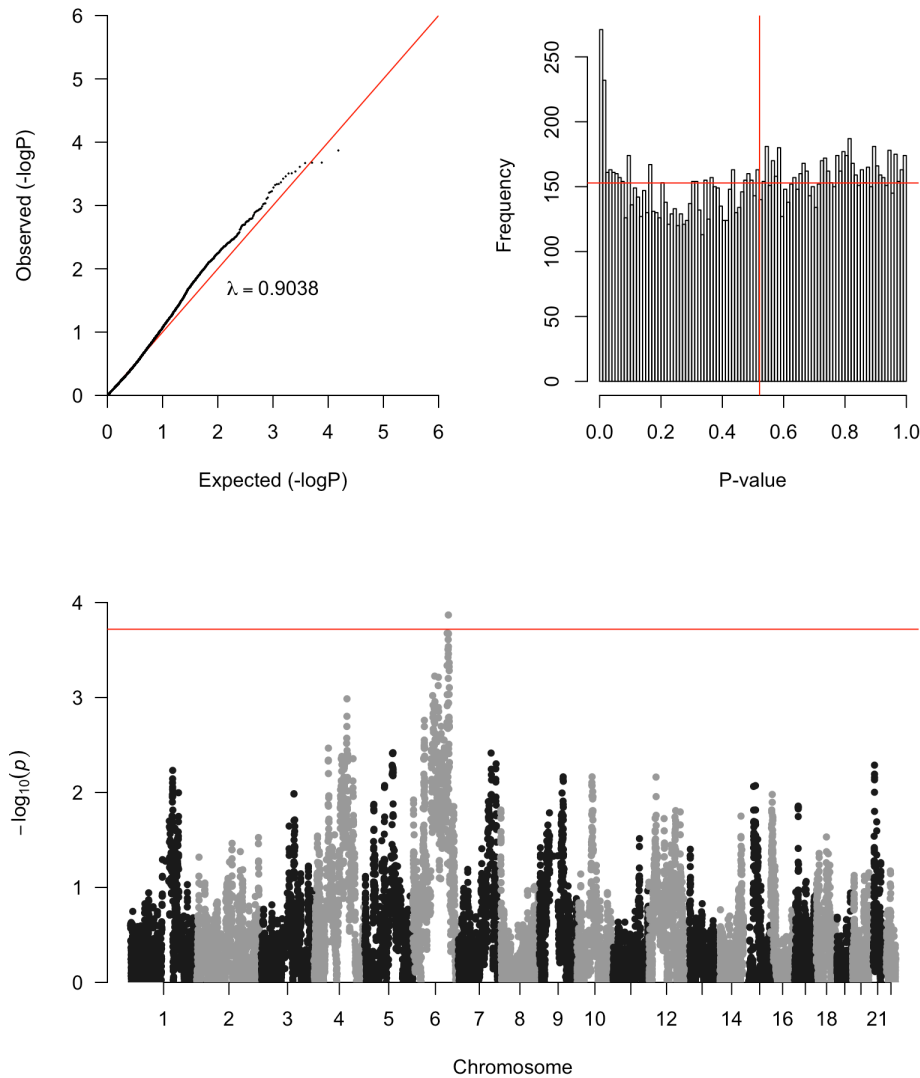 6
5
4
3
2
1
0
Observed (-logP)
λ = 0.9038
0 1 2 3 4 5 6
Expected (-logP)
250
200
150
100
50
0
Frequency
0.0 0.2 0.4 0.6 0.8 1.0
P-value
4
3
2
1
0
−log10(p)
1 2 3 4 5 6 7 8 9 10 12 14 16 18 21
Chromosome